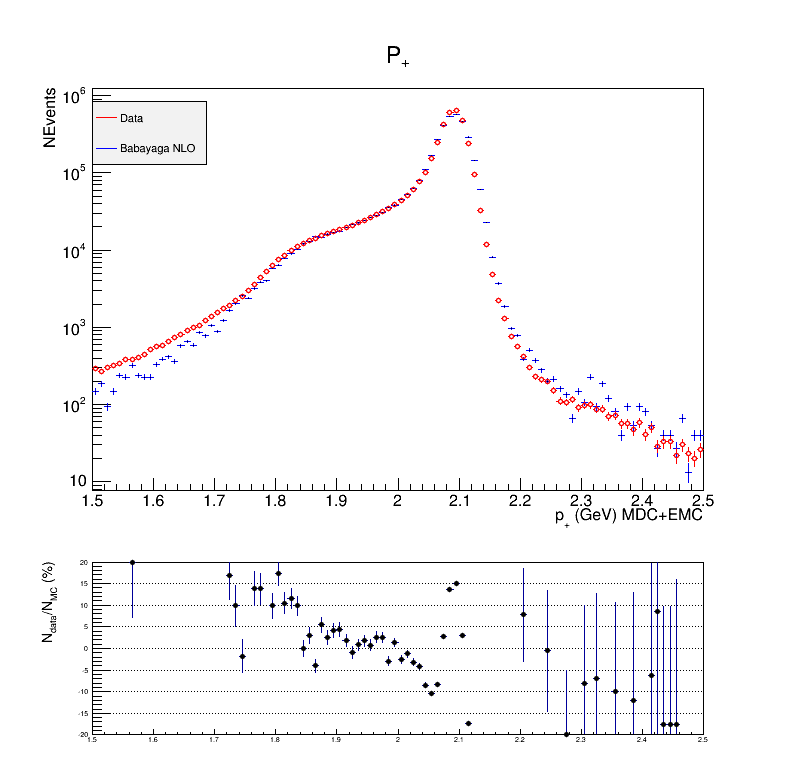 P+
NEvents
10^6
10^5
10^4
10^3
10^2
10
Data
Babayaga NLO
1.5 1.6 1.7 1.8 1.9 2 2.1 2.2 2.3 2.4 2.5
p+ (GeV) MDC+EMC
N_data/N_MC (%)
20
15
10
5
0
-5
-10
-15
-20
1.5 1.6 1.7 1.8 1.9 2 2.1 2.2 2.3 2.4 2.5